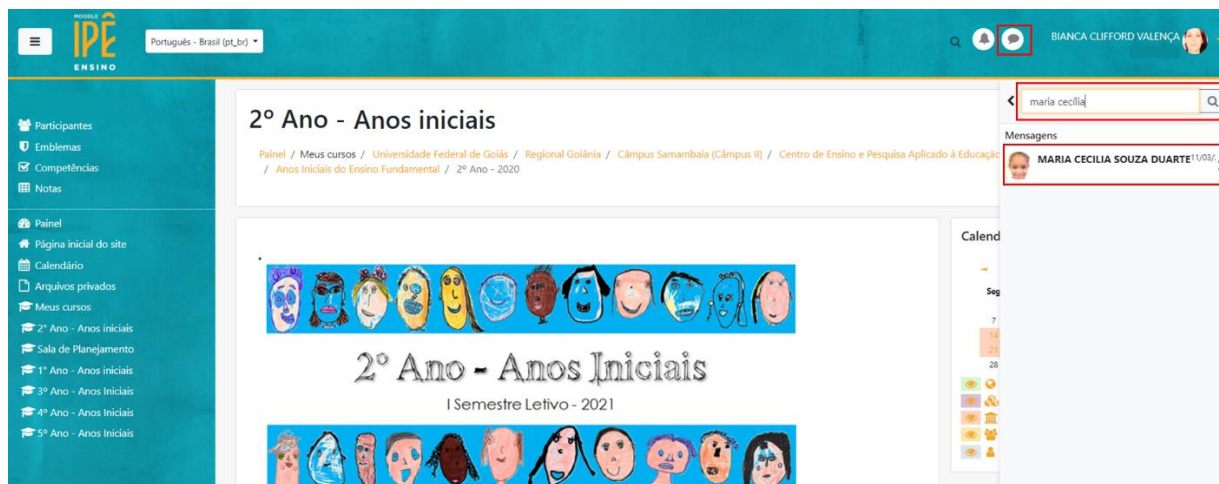 MOODLE
IPÊ
ENSINO
Português - Brasil (pt_br)
BIANCA CLIFFORD VALENÇA
Participantes
Emblemas
Competências
Notas
Painel
Página inicial do site
Calendário
Arquivos privados
Meus cursos
2° Ano - Anos iniciais
Sala de Planejamento
1° Ano - Anos iniciais
3º Ano - Anos Iniciais
4º Ano - Anos Iniciais
5º Ano - Anos Iniciais
2º Ano - Anos iniciais
Painel / Meus cursos / Universidade Federal de Goiás / Regional Goiânia / Câmpus Samambaia (Câmpus II) / Centro de Ensino e Pesquisa Aplicado à Educaçã
/ Anos Iniciais do Ensino Fundamental / 2º Ano - 2020
2º Ano - Anos Iniciais
I Semestre Letivo - 2021
Calend
Seg
7
14
21
28
maria cecília
Mensagens
MARIA CECILIA SOUZA DUARTE 11/03/